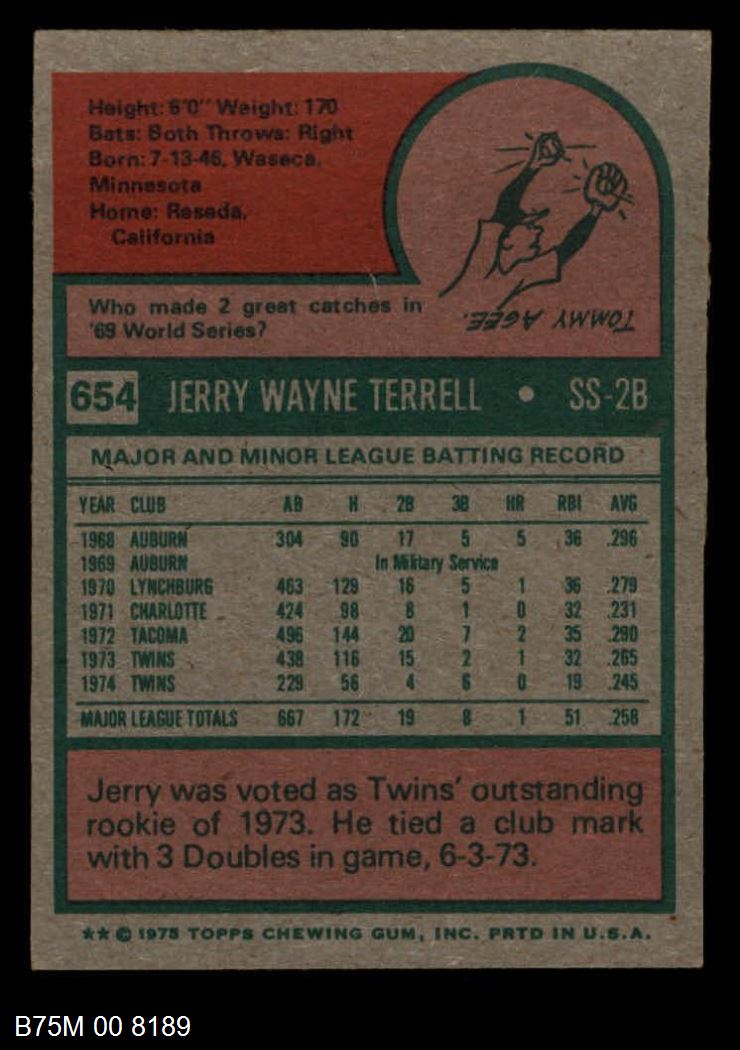 Height: 6'0" Weight: 170
Bats: Both Throws: Right
Born: 7-13-46, Waseca,
Minnesota
Home: Reseda,
California
Who made 2 great catches in
'69 World Series?
TOMMY AGEE.
654 JERRY WAYNE TERRELL • SS-2B
MAJOR AND MINOR LEAGUE BATTING RECORD
YEAR CLUB AB H 2B 3B HR RBI AVG
1968 AUBURN 304 90 17 5 5 36 .296
1969 AUBURN In Military Service
1970 LYNCHBURG 463 129 16 5 1 36 .279
1971 CHARLOTTE 424 98 8 1 0 32 .231
1972 TACOMA 496 144 20 7 2 35 .290
1973 TWINS 438 116 15 2 1 32 .265
1974 TWINS 229 56 4 6 0 19 .245
MAJOR LEAGUE TOTALS 667 172 19 8 1 51 .258
Jerry was voted as Twins' outstanding
rookie of 1973. He tied a club mark
with 3 Doubles in game, 6-3-73.
** © 1975 TOPPS CHEWING GUM, INC. PRTD IN U.S.A.
B75M 00 8189